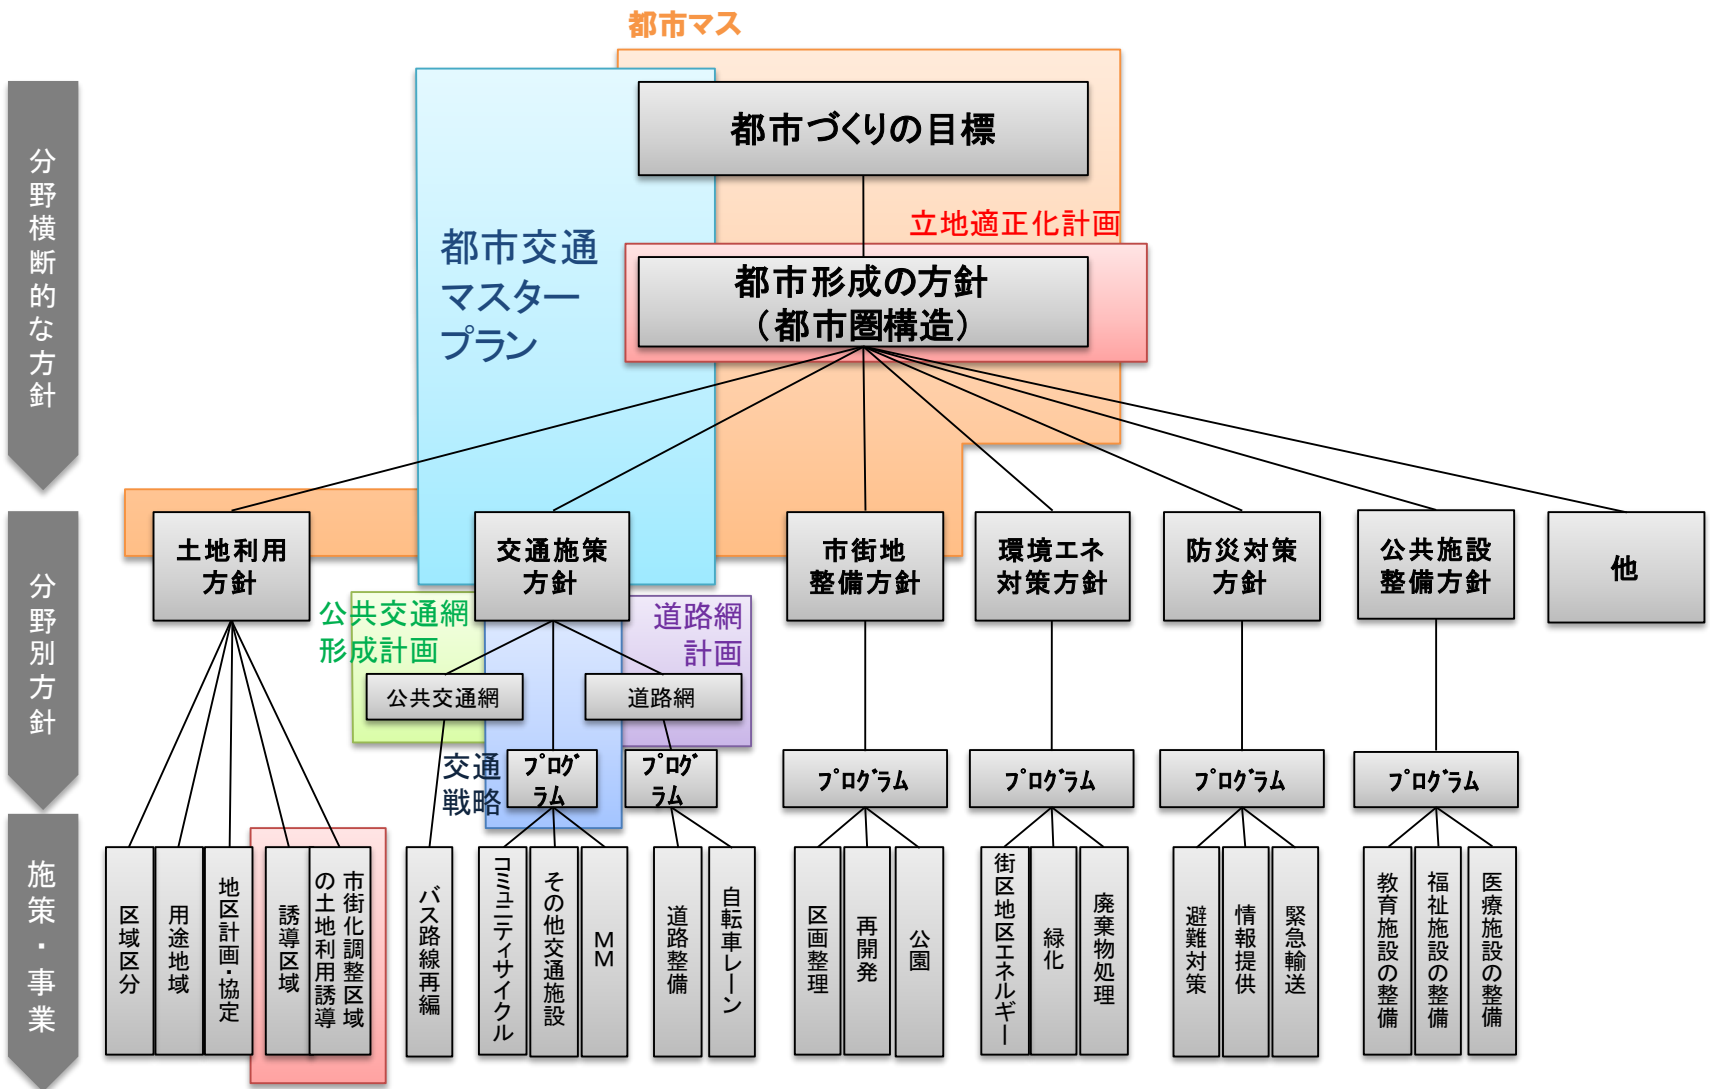 都市マス
分野横断的な方針
都市づくりの目標
立地適正化計画
都市交通
マスター
プラン
都市形成の方針
（都市圏構造）
分野別方針
土地利用
方針
交通施策
方針
市街地
整備方針
環境エネ
対策方針
防災対策
方針
公共施設
整備方針
他
公共交通網
形成計画
道路網
計画
公共交通網
道路網
交通
戦略
ﾌﾟﾛｸﾞ
ﾗﾑ
ﾌﾟﾛｸﾞ
ﾗﾑ
ﾌﾟﾛｸﾞﾗﾑ
ﾌﾟﾛｸﾞﾗﾑ
ﾌﾟﾛｸﾞﾗﾑ
ﾌﾟﾛｸﾞﾗﾑ
施策・事業
区域区分
用途地域
地区計画・協定
誘導区域
市街化調整区域
の土地利用誘導
バス路線再編
コミュニティサイクル
その他交通施設
ＭＭ
道路整備
自転車レーン
区画整理
再開発
公園
街区地区エネルギー
緑化
廃棄物処理
避難対策
情報提供
緊急輸送
教育施設の整備
福祉施設の整備
医療施設の整備